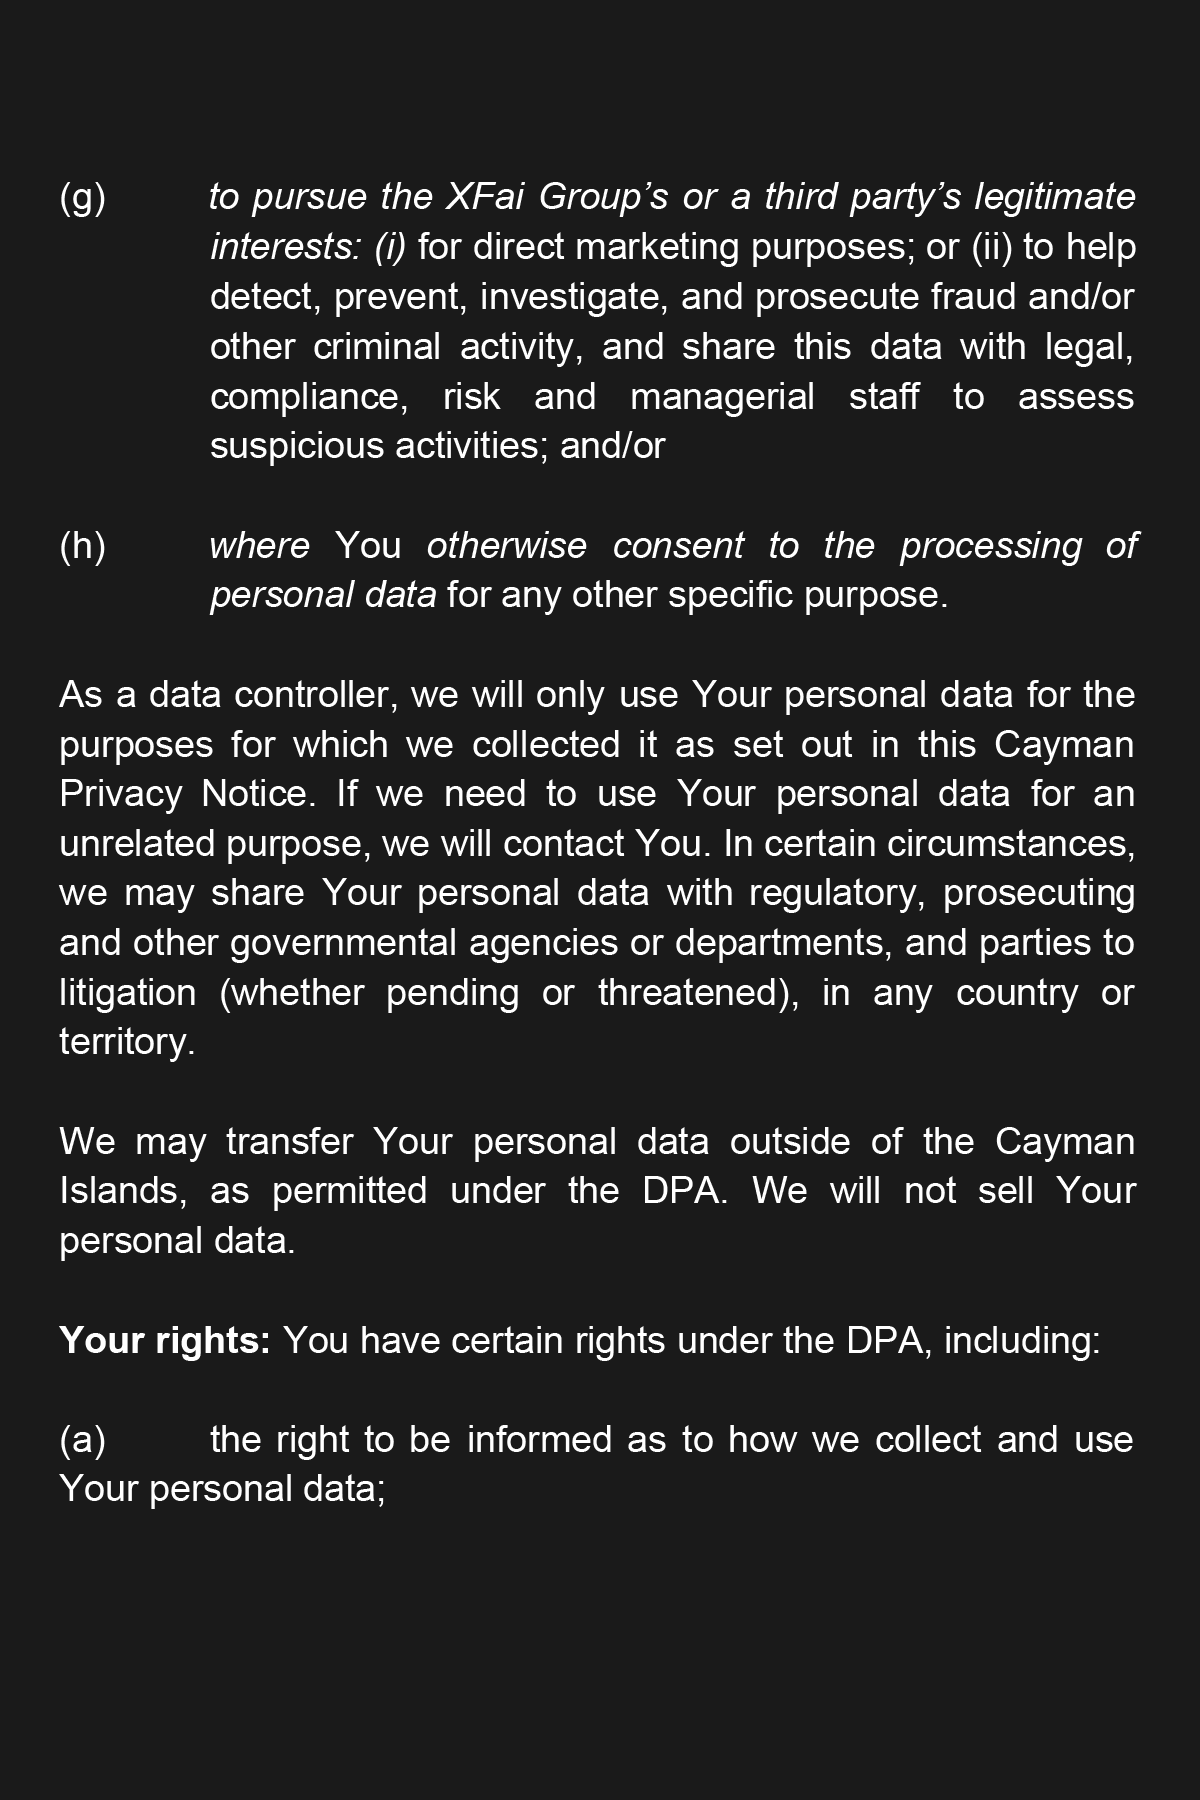 (g) to pursue the XFai Group’s or a third party’s legitimate
interests: (i) for direct marketing purposes; or (ii) to help
detect, prevent, investigate, and prosecute fraud and/or
other criminal activity, and share this data with legal,
compliance, risk and managerial staff to assess
suspicious activities; and/or
(h) where You otherwise consent to the processing of
personal data for any other specific purpose.
As a data controller, we will only use Your personal data for the
purposes for which we collected it as set out in this Cayman
Privacy Notice. If we need to use Your personal data for an
unrelated purpose, we will contact You. In certain circumstances,
we may share Your personal data with regulatory, prosecuting
and other governmental agencies or departments, and parties to
litigation (whether pending or threatened), in any country or
territory.
We may transfer Your personal data outside of the Cayman
Islands, as permitted under the DPA. We will not sell Your
personal data.
Your rights: You have certain rights under the DPA, including:
(a) the right to be informed as to how we collect and use
Your personal data;